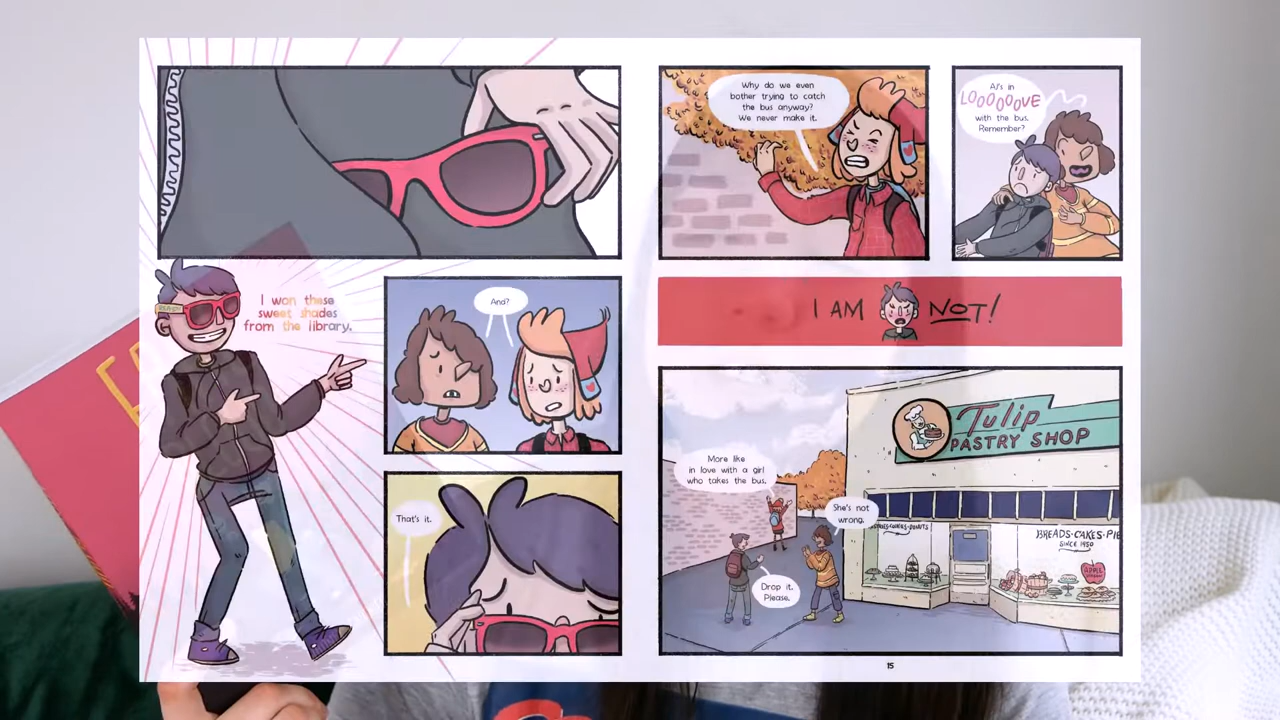 I won these
sweet shades
from the library.
And?
That's it.
Why do we even
bother trying to catch
the bus anyway?
We never make it.
AJ's in
LOOOOOOVE
with the bus.
Remember?
I AM NOT!
Tulip
PASTRY SHOP
More like
in love with a girl
who takes the bus.
She's not
wrong.
Drop it.
Please.
BREADS·CAKES·PIE
SINCE 1950
15